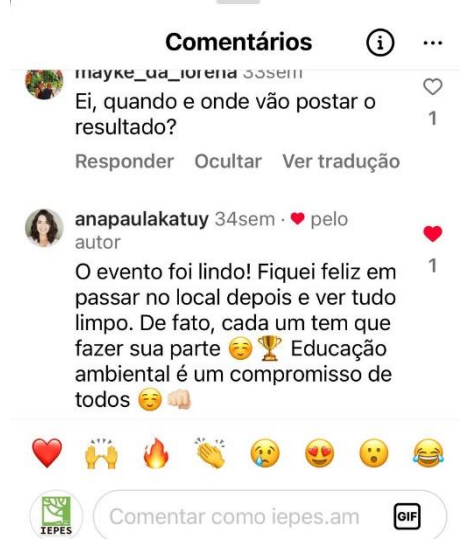 Comentários
mayke_da_lorena 33sem
Ei, quando e onde vão postar o
resultado?
1
Responder Ocultar Ver tradução
anapaulakatuy 34sem · ❤️ pelo
autor
O evento foi lindo! Fiquei feliz em
passar no local depois e ver tudo
limpo. De fato, cada um tem que
fazer sua parte ☺️🏆 Educação
ambiental é um compromisso de
todos ☺️👊🏻
1
IEPES
Comentar como iepes.am
GIF